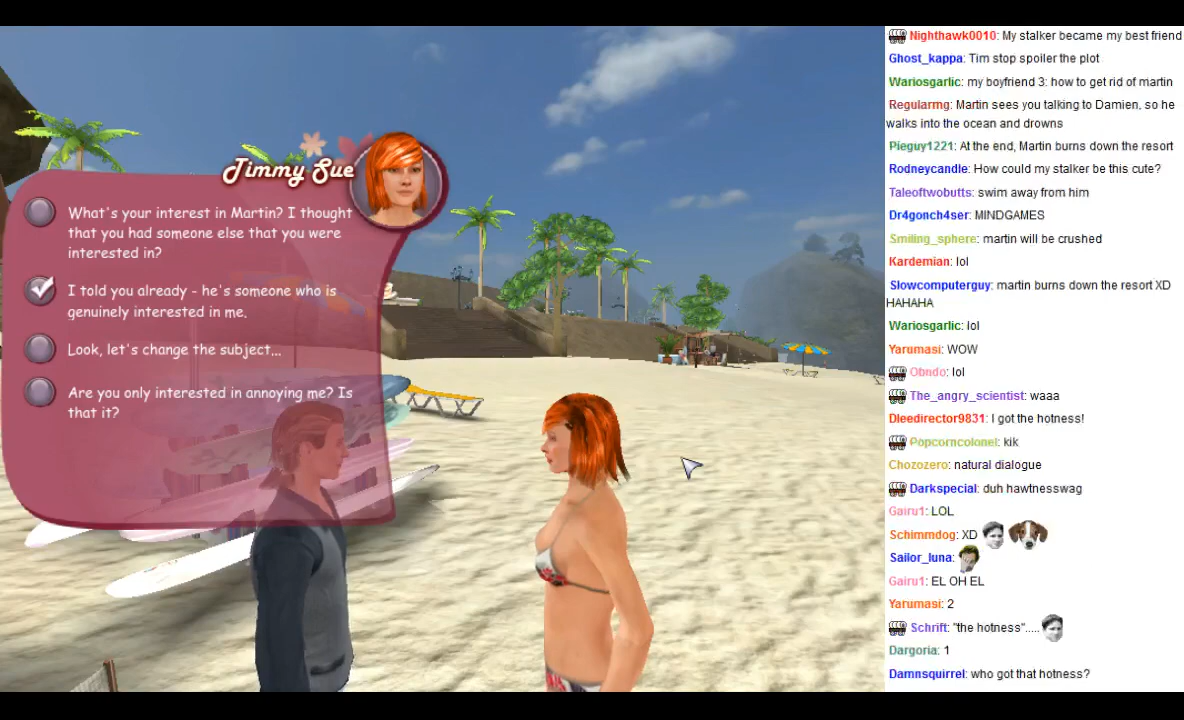 Timmy Sue
What's your interest in Martin? I thought
that you had someone else that you were
interested in?
I told you already - he's someone who is
genuinely interested in me.
Look, let's change the subject...
Are you only interested in annoying me? Is
that it?
Nighthawk0010: My stalker became my best friend
Ghost_kappa: Tim stop spoiler the plot
Wariosgarlic: my boyfriend 3: how to get rid of martin
Regularmg: Martin sees you talking to Damien, so he
walks into the ocean and drowns
Pieguy1221: At the end, Martin burns down the resort
Rodneycandle: How could my stalker be this cute?
Taleoftwobutts: swim away from him
Dr4gonch4ser: MINDGAMES
Smiling_sphere: martin will be crushed
Kardemian: lol
Slowcomputerguy: martin burns down the resort XD
HAHAHA
Wariosgarlic: lol
Yarumasi: WOW
Obndo: lol
The_angry_scientist: waaa
Dleedirector9831: I got the hotness!
Popcorncolonel: kik
Chozozero: natural dialogue
Darkspecial: duh hawtnesswag
Gairu1: LOL
Schimmdog: XD
Sailor_luna:
Gairu1: EL OH EL
Yarumasi: 2
Schrift: "the hotness".....
Dargoria: 1
Damnsquirrel: who got that hotness?